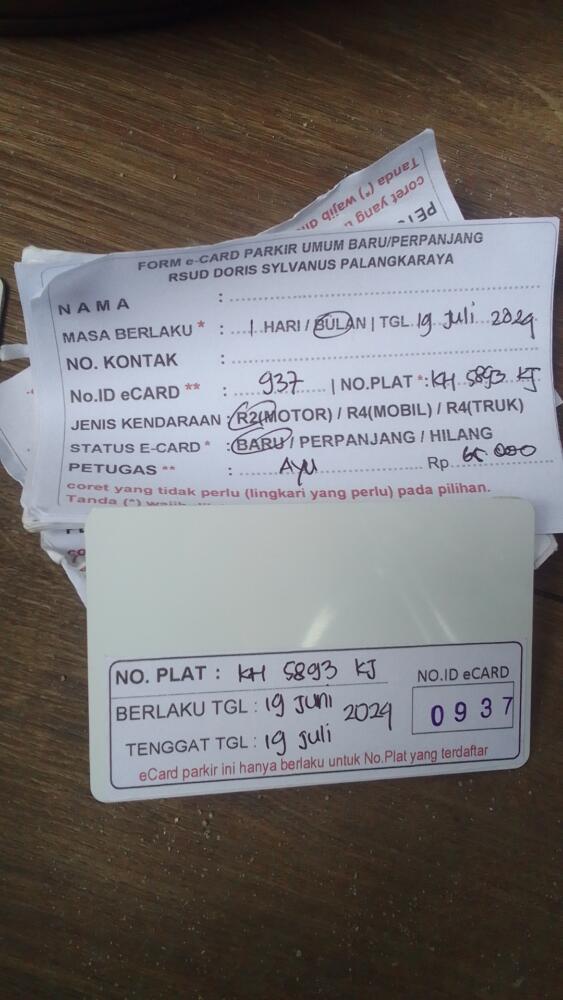 coret yang
Tanda (*) wajib di
FORM e-CARD PARKIR UMUM BARU/PERPANJANG
RSUD DORIS SYLVANUS PALANGKARAYA
NAMA :
MASA BERLAKU * : 1 HARI / BULAN | TGL 19 Juli 2024
NO. KONTAK :
No.ID eCARD ** : 937 | NO.PLAT *: KH 5893 KJ
JENIS KENDARAAN : R2(MOTOR) / R4(MOBIL) / R4(TRUK)
STATUS E-CARD * : BARU / PERPANJANG / HILANG
PETUGAS ** : Ayu Rp 65.000
coret yang tidak perlu (lingkari yang perlu) pada pilihan.
Tanda (*)
NO. PLAT : KH 5893 KJ
BERLAKU TGL : 19 Juni 2024
TENGGAT TGL : 19 Juli
NO.ID eCARD
0937
eCard parkir ini hanya berlaku untuk No.Plat yang terdaftar